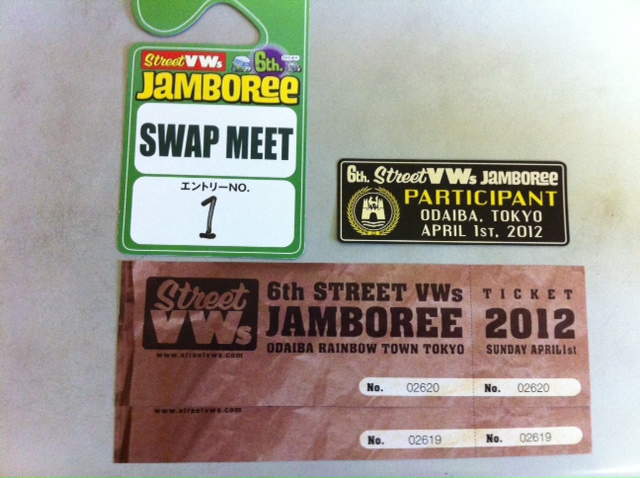 Street VWs 6th.
JAMBOREE
SWAP MEET
エントリーNO.
1
6th. Street VWs JAMBOREE
PARTICIPANT
ODAIBA, TOKYO
APRIL 1ST, 2012
Street
VWs
www.streetvws.com
6th STREET VWs
JAMBOREE
ODAIBA RAINBOW TOWN TOKYO
No. 02620
TICKET
2012
SUNDAY APRIL 1st
No. 02620
www.streetvws.com
No. 02619
No. 02619